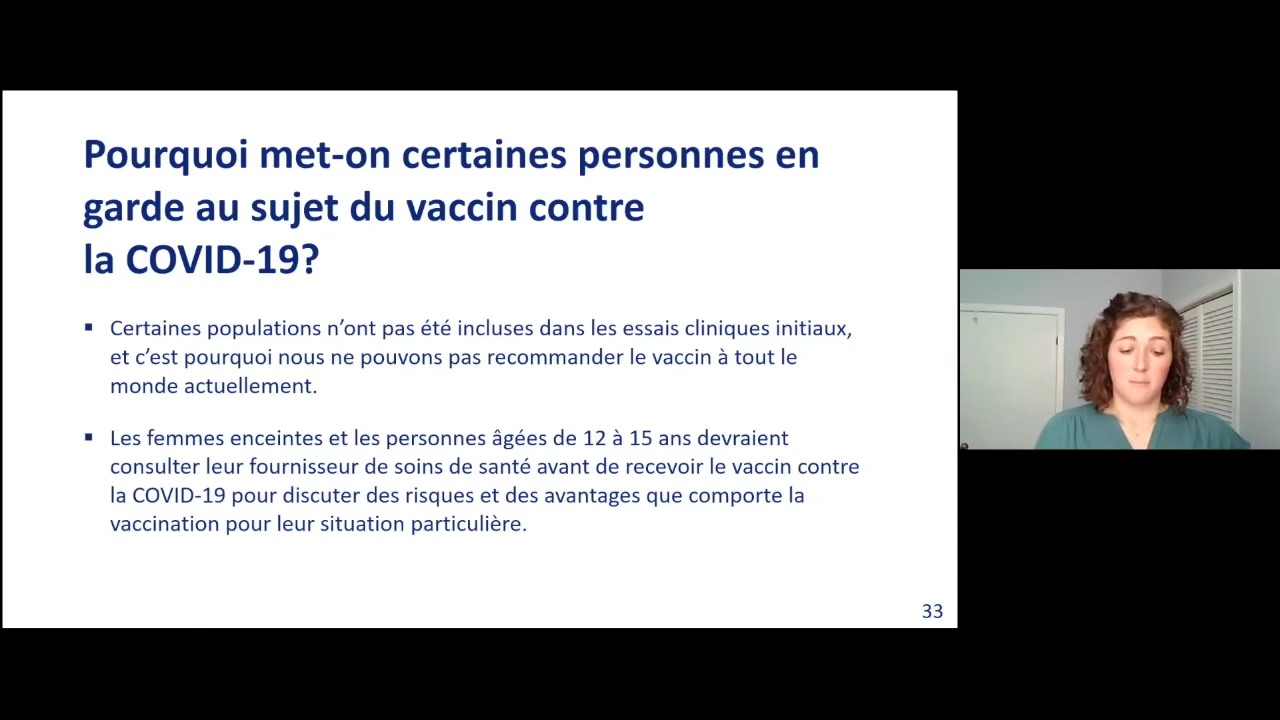 Pourquoi met-on certaines personnes en
garde au sujet du vaccin contre
la COVID-19?
▪ Certaines populations n’ont pas été incluses dans les essais cliniques initiaux,
et c’est pourquoi nous ne pouvons pas recommander le vaccin à tout le
monde actuellement.
▪ Les femmes enceintes et les personnes âgées de 12 à 15 ans devraient
consulter leur fournisseur de soins de santé avant de recevoir le vaccin contre
la COVID-19 pour discuter des risques et des avantages que comporte la
vaccination pour leur situation particulière.
33